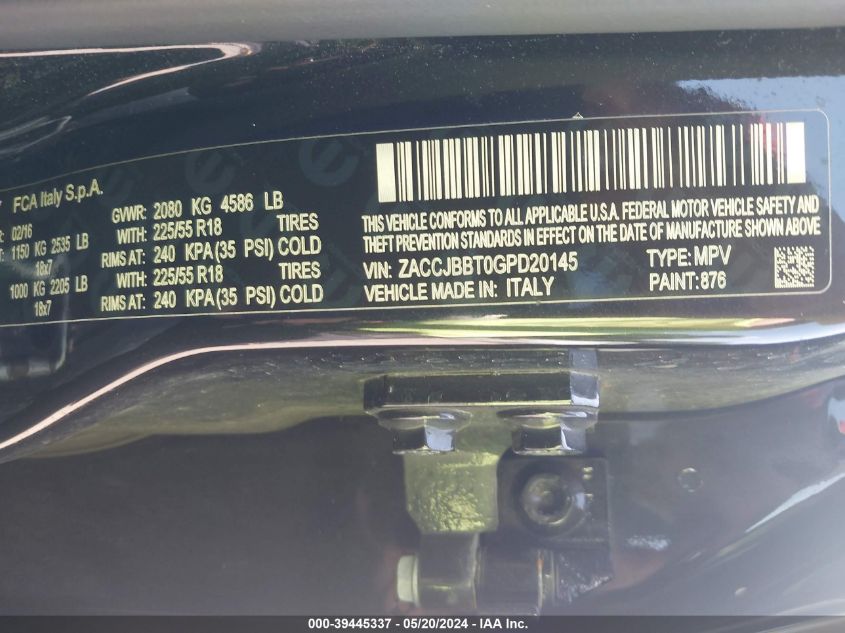 FCA Italy S.p.A.
02/16
1150 KG 2535 LB
18x7
1000 KG 2205 LB
18x7
GVWR: 2080 KG 4586 LB
WITH: 225/55 R18 TIRES
RIMS AT: 240 KPA(35 PSI) COLD
WITH: 225/55 R18 TIRES
RIMS AT: 240 KPA(35 PSI) COLD
THIS VEHICLE CONFORMS TO ALL APPLICABLE U.S.A. FEDERAL MOTOR VEHICLE SAFETY AND
THEFT PREVENTION STANDARDS IN EFFECT ON THE DATE OF MANUFACTURE SHOWN ABOVE
VIN: ZACCJBBT0GPD20145 TYPE: MPV
VEHICLE MADE IN: ITALY PAINT: 876
000-39445337 - 05/20/2024 - IAA Inc.